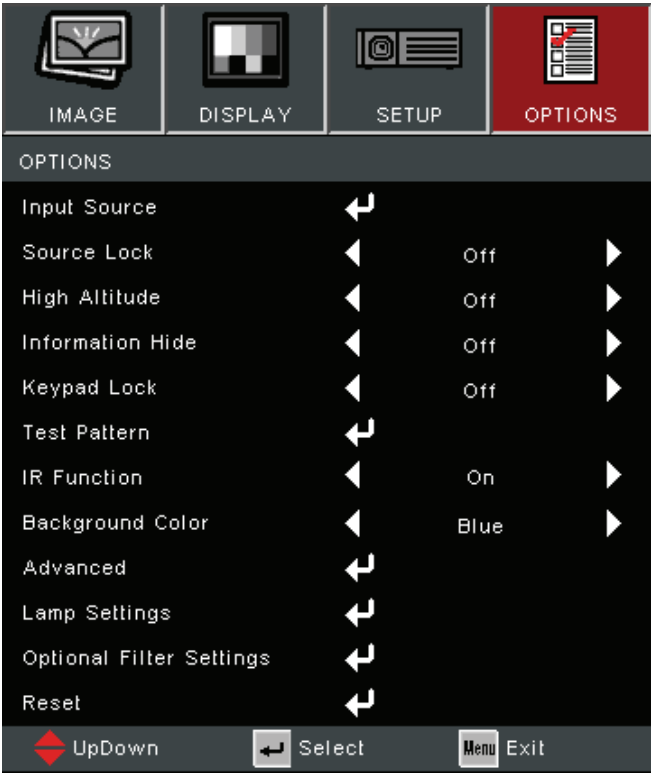 IMAGE DISPLAY SETUP OPTIONS
OPTIONS
Input Source
Source Lock Off
High Altitude Off
Information Hide Off
Keypad Lock Off
Test Pattern
IR Function On
Background Color Blue
Advanced
Lamp Settings
Optional Filter Settings
Reset
UpDown Select Menu Exit